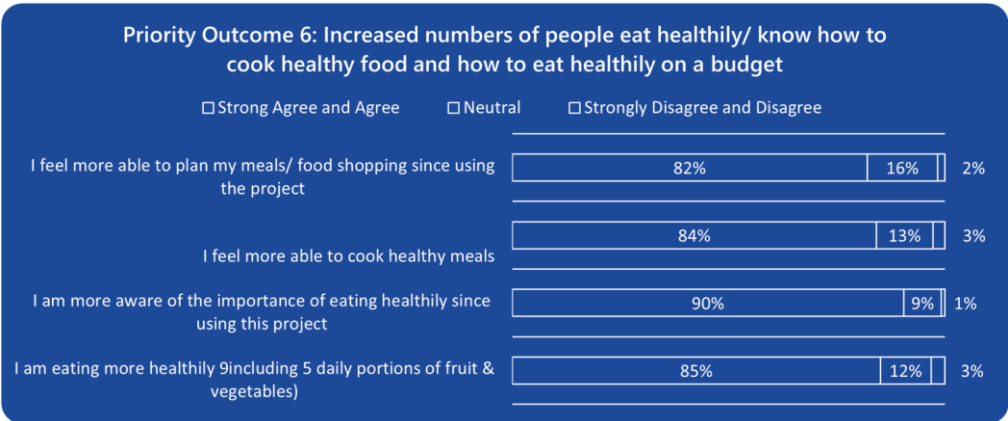 Priority Outcome 6: Increased numbers of people eat healthily/ know how to
cook healthy food and how to eat healthily on a budget
Strong Agree and Agree Neutral Strongly Disagree and Disagree
I feel more able to plan my meals/ food shopping since using
the project
82% 16% 2%
I feel more able to cook healthy meals
84% 13% 3%
I am more aware of the importance of eating healthily since
using this project
90% 9% 1%
I am eating more healthily 9including 5 daily portions of fruit &
vegetables)
85% 12% 3%